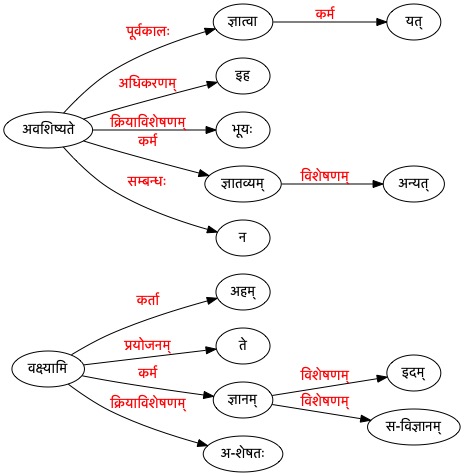 पूर्वकालः
ज्ञात्वा
कर्म
यत्
अधिकरणम्
इह
अवशिष्यते
क्रियाविशेषणम्
भूयः
कर्म
ज्ञातव्यम्
विशेषणम्
अन्यत्
सम्बन्धः
न
कर्ता
अहम्
प्रयोजनम्
ते
वक्ष्यामि
कर्म
ज्ञानम्
विशेषणम्
इदम्
विशेषणम्
स-विज्ञानम्
क्रियाविशेषणम्
अ-शेषतः